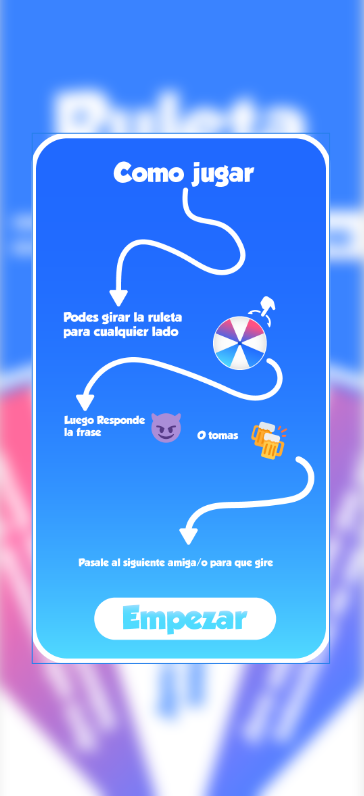 Ruleta
Como jugar
Podes girar la ruleta
para cualquier lado
Luego Responde
la frase
O tomas
Pasale al siguiente amiga/o para que gire
Empezar